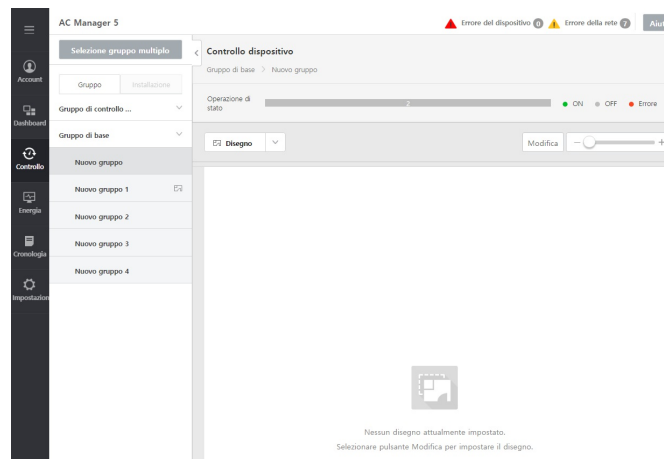 AC Manager 5
Errore del dispositivo 0
Errore della rete 7
Aiut
Account
Dashboard
Controllo
Energia
Cronologia
Impostazion
Selezione gruppo multiplo
Gruppo
Installazione
Gruppo di controllo ...
Gruppo di base
Nuovo gruppo
Nuovo gruppo 1
Nuovo gruppo 2
Nuovo gruppo 3
Nuovo gruppo 4
Controllo dispositivo
Gruppo di base > Nuovo gruppo
Operazione di
stato
2
ON
OFF
Errore
Disegno
Modifica
Nessun disegno attualmente impostato.
Selezionare pulsante Modifica per impostare il disegno.